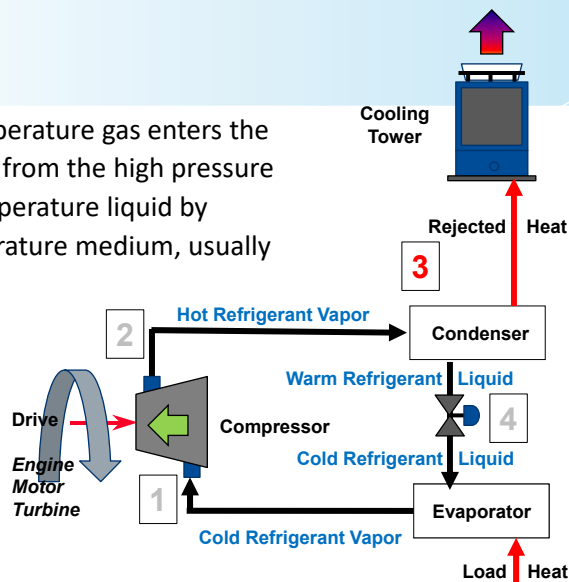 perature gas enters the
from the high pressure
perature liquid by
rature medium, usually
Cooling
Tower
Rejected Heat
3
2
Hot Refrigerant Vapor
Condenser
Warm Refrigerant Liquid
Drive
Compressor
4
Engine
Motor
Turbine
Cold Refrigerant Liquid
1
Evaporator
Cold Refrigerant Vapor
Load Heat